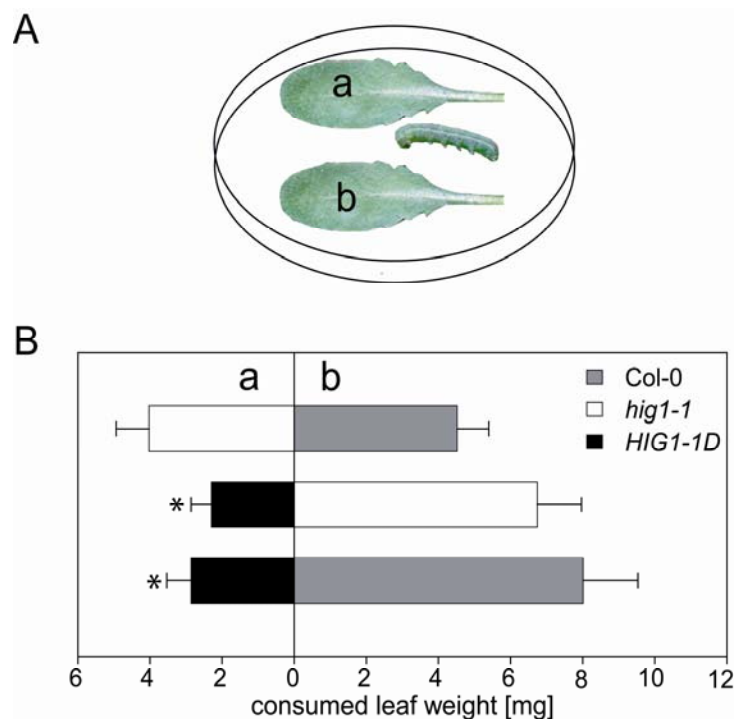 A
a
b
B
a b
Col-0
hig1-1
HIG1-1D
*
*
6 4 2 0 2 4 6 8 10 12
consumed leaf weight [mg]